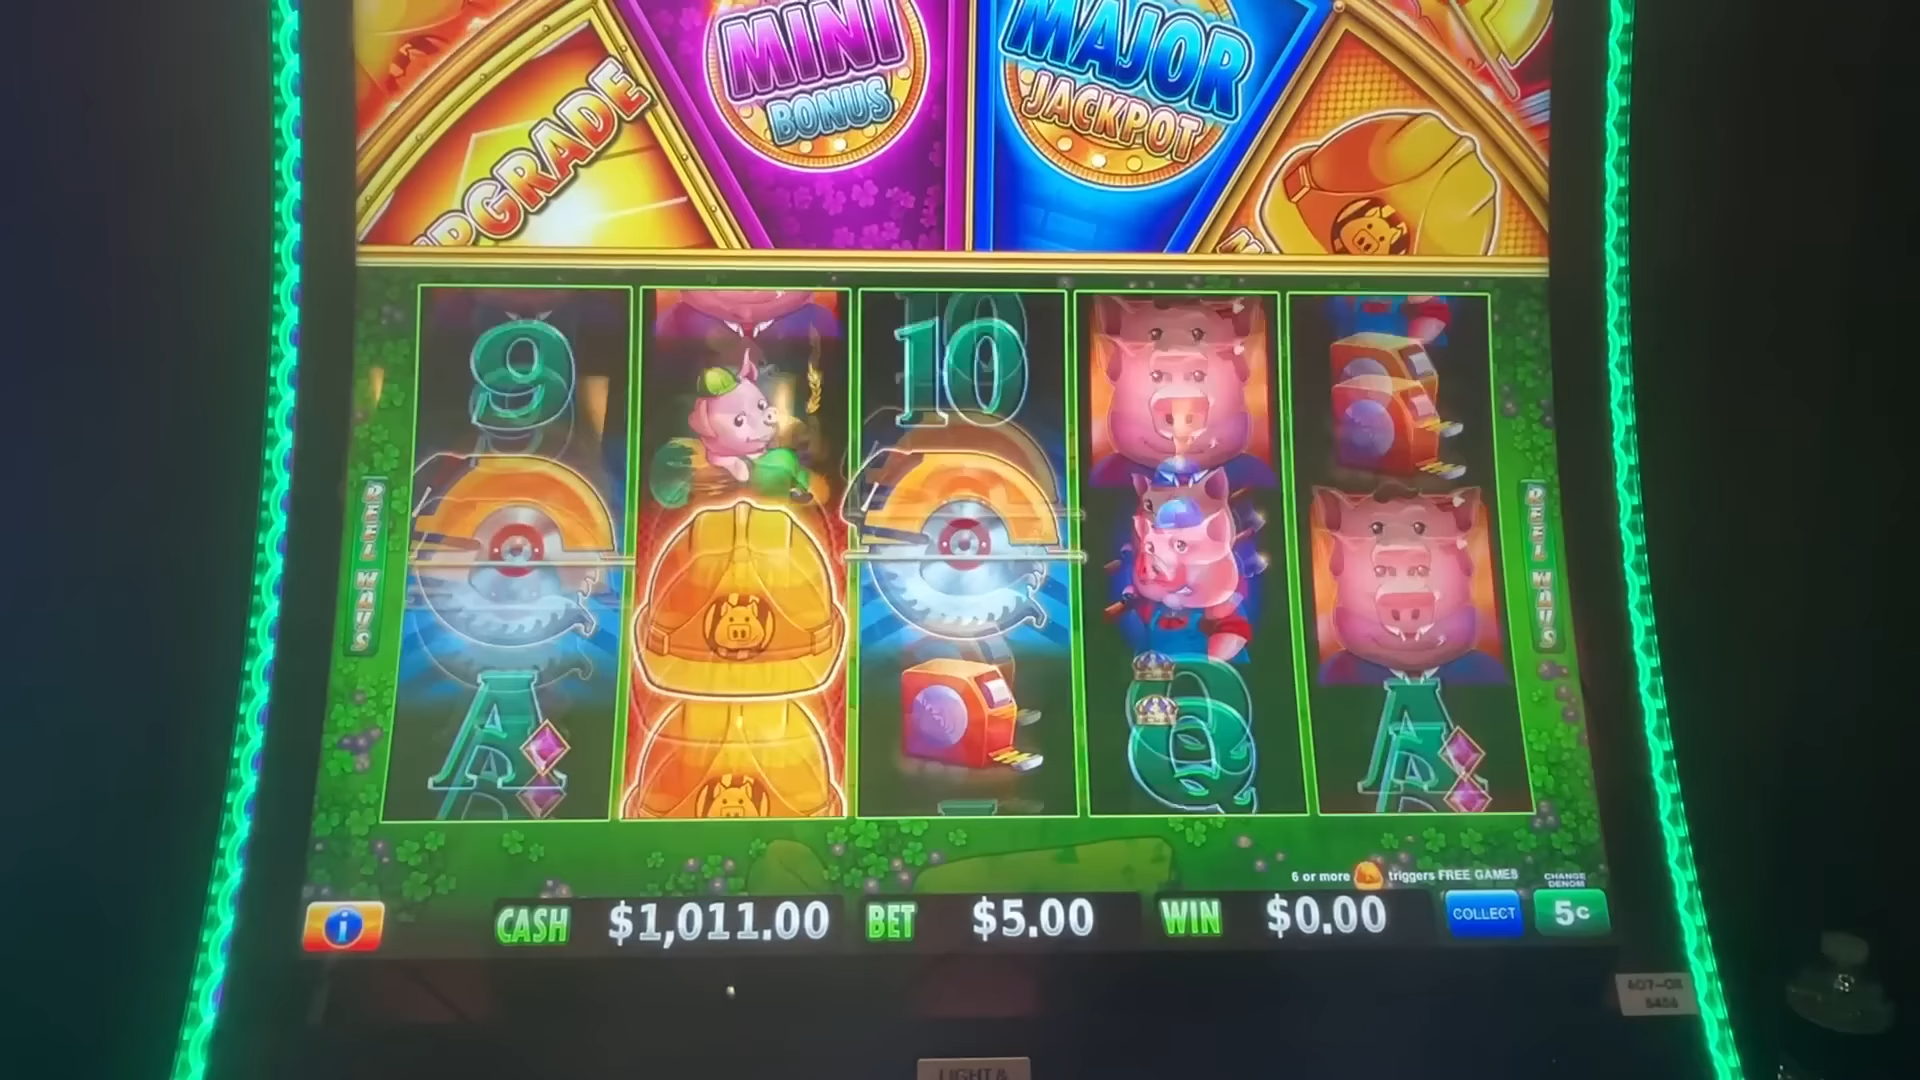 MINI
BONUS
MAJOR
JACKPOT
UPGRADE
9
10
A
Q
A
REEL WAYS
REEL WAYS
6 or more triggers FREE GAMES
CHANGE
DENOM
CASH $1,011.00 BET $5.00 WIN $0.00 COLLECT 5¢